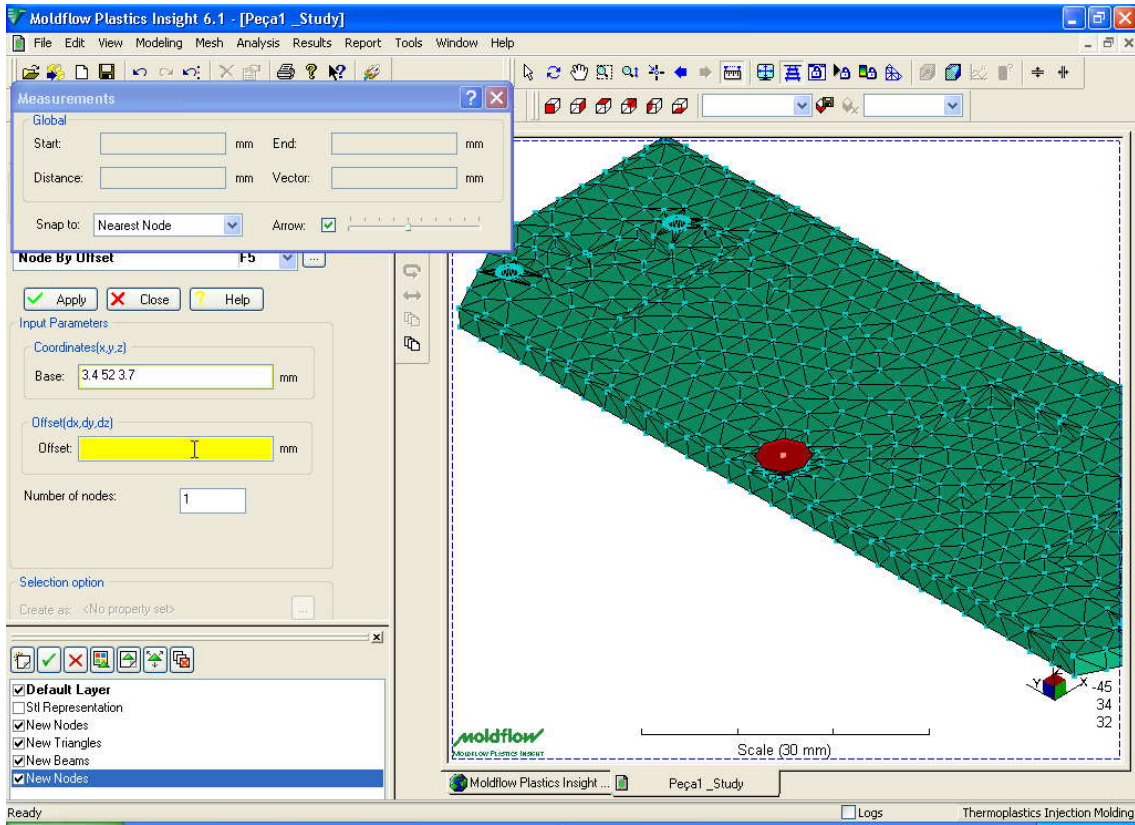 Moldflow Plastics Insight 6.1 - [Peça1 _Study]
File Edit View Modeling Mesh Analysis Results Report Tools Window Help
Measurements
Global
Start: mm End: mm
Distance: mm Vector: mm
Snap to: Nearest Node Arrow:
Node By Offset F5 ...
Apply Close ? Help
Input Parameters
Coordinates(x,y,z)
Base: 3.4 52 3.7 mm
Offset(dx,dy,dz)
Offset: mm
Number of nodes: 1
Selection option
Create as: <No property set> ...
Default Layer
Stl Representation
New Nodes
New Triangles
New Beams
New Nodes
Y Z X
-45
34
32
moldflow
MOLDFLOW PLASTICS INSIGHT
Scale (30 mm)
Moldflow Plastics Insight ... Peça1 _Study
Ready Logs Thermoplastics Injection Molding